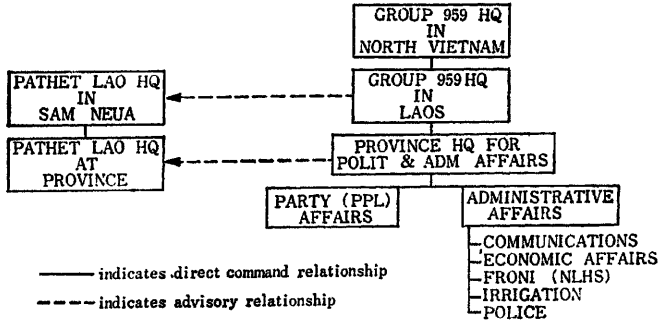 GROUP 959 HQ
IN
NORTH VIETNAM
PATHET LAO HQ
IN
SAM NEUA
GROUP 959 HQ
IN
LAOS
PATHET LAO HQ
AT
PROVINCE
PROVINCE HQ FOR
POLIT & ADM AFFAIRS
PARTY (PPL)
AFFAIRS
ADMINISTRATIVE
AFFAIRS
COMMUNICATIONS
ECONOMIC AFFAIRS
FRONI (NLHS)
IRRIGATION
POLICE
indicates direct command relationship
indicates advisory relationship